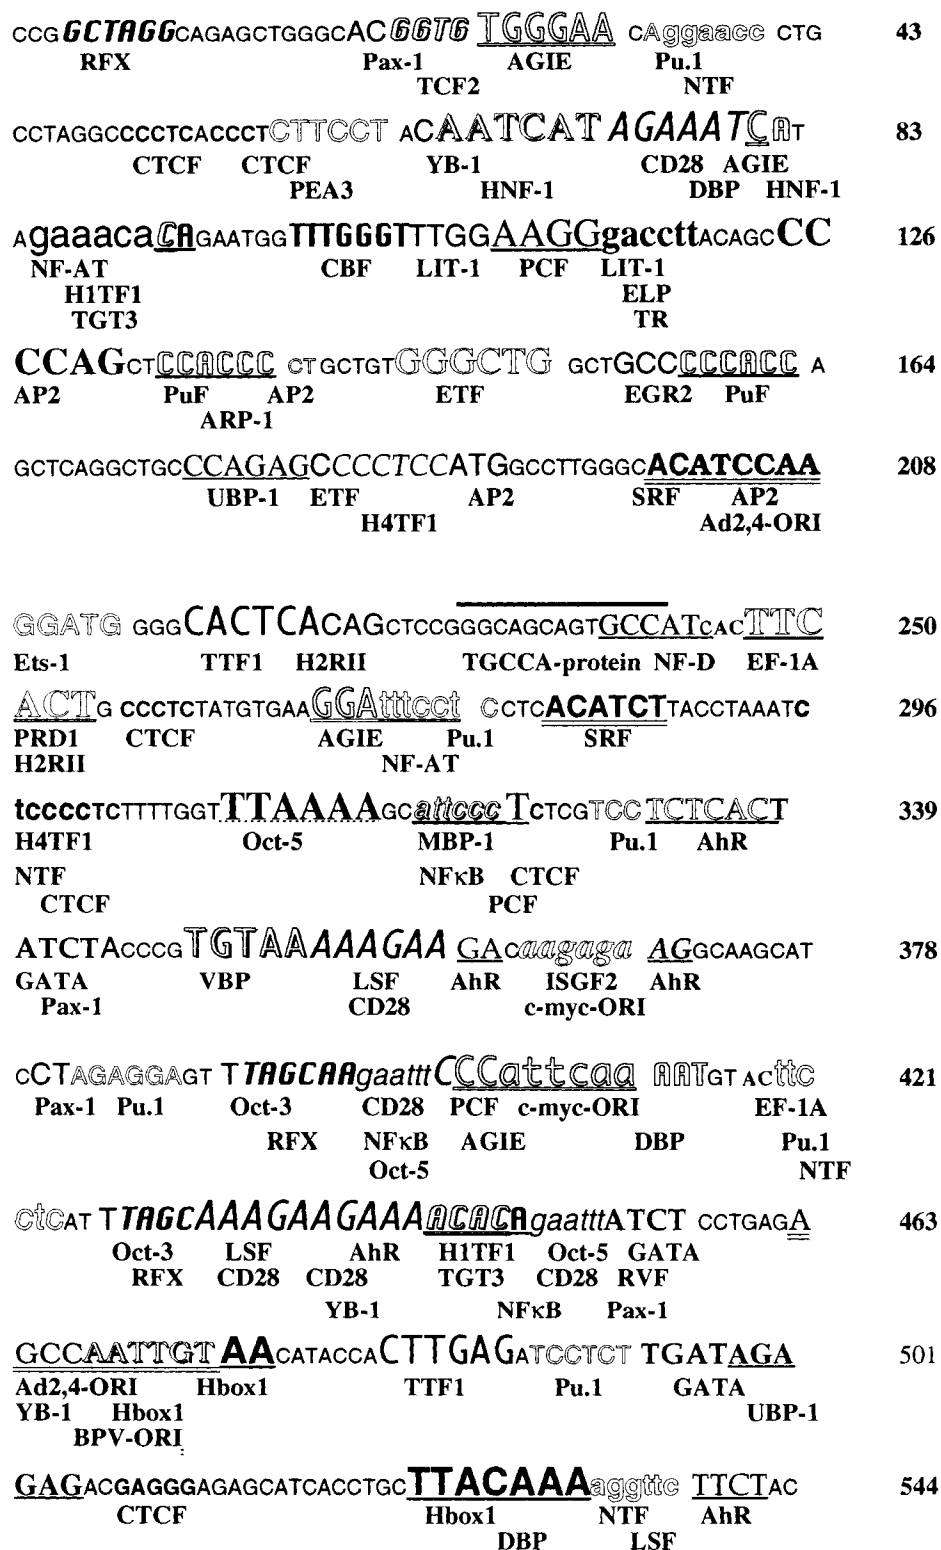 CCG GCTAGGCAGAGCTGGGCACGGTG TGGGAA CAggaacc CTG 43
RFX Pax-1 AGIE Pu.1
TCF2 NTF
CCTAGGCCCCTCACCCTCTTCCT ACAATCATAGAAATCAT 83
CTCF CTCF YB-1 CD28 AGIE
PEA3 HNF-1 DBP HNF-1
AgaaacaCAGAATGGTTTGGGTTTGGAAGGgaccttACAGCCC 126
NF-AT CBF LIT-1 PCF LIT-1
H1TF1 ELP
TGT3 TR
CCAGCTCCACCC CTGCTGTGGGCTG GCTGCCCCCACC A 164
AP2 PuF AP2 ETF EGR2 PuF
ARP-1
GCTCAGGCTGCCCAGAGCCCCTCCATGGCCTTGGGCACATCCAA 208
UBP-1 ETF AP2 SRF AP2
H4TF1 Ad2,4-ORI
GGATG GGGCACTCACAGCTCCGGGCAGCAGTGCCATCACTTC 250
Ets-1 TTF1 H2RII TGCCA-protein NF-D EF-1A
ACTG CCCTCTATGTGAAGGAtttcct CCTCACATCTTACCTAAATC 296
PRD1 CTCF AGIE Pu.1 SRF
H2RII NF-AT
tccccTCTTTTGGTTTAAAAGCattcccTCTCGTCC TCTCACT 339
H4TF1 Oct-5 MBP-1 Pu.1 AhR
NTF NFκB CTCF
CTCF PCF
ATCTACCCGTGTAAAAAGAA GACaagaga AGGCAAGCAT 378
GATA VBP LSF AhR ISGF2 AhR
Pax-1 CD28 c-myc-ORI
CCTAGAGGAGT TTAGCAAgaatttCCCattcaa AATGTACttc 421
Pax-1 Pu.1 Oct-3 CD28 PCF c-myc-ORI EF-1A
RFX NFκB AGIE DBP Pu.1
Oct-5 NTF
ctcAT TTAGCAAAGAAGAAAACACAgaatttATCT CCTGAGA 463
Oct-3 LSF AhR H1TF1 Oct-5 GATA
RFX CD28 CD28 TGT3 CD28 RVF
YB-1 NFκB Pax-1
GCCAATTGTAACATACCACTTGAGATCCTCT TGATAGA 501
Ad2,4-ORI Hbox1 TTF1 Pu.1 GATA
YB-1 Hbox1 UBP-1
BPV-ORI
GAGACGAGGGAGAGCATCACCTGCTTACAAAaggttc TTCTAC 544
CTCF Hbox1 NTF AhR
DBP LSF